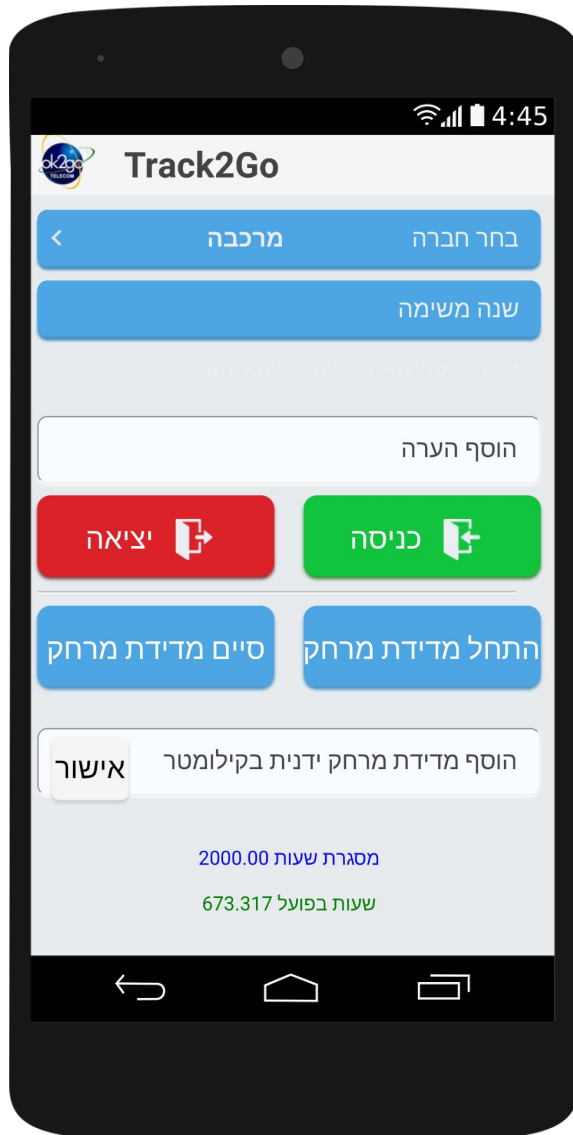 4:45
ok2go
TELECOM
Track2Go
בחר חברה מרכבה
שנה משימה
הוסף הערה
כניסה יציאה
התחל מדידת מרחק סיים מדידת מרחק
הוסף מדידת מרחק ידנית בקילומטר אישור
מסגרת שעות 2000.00
שעות בפועל 673.317